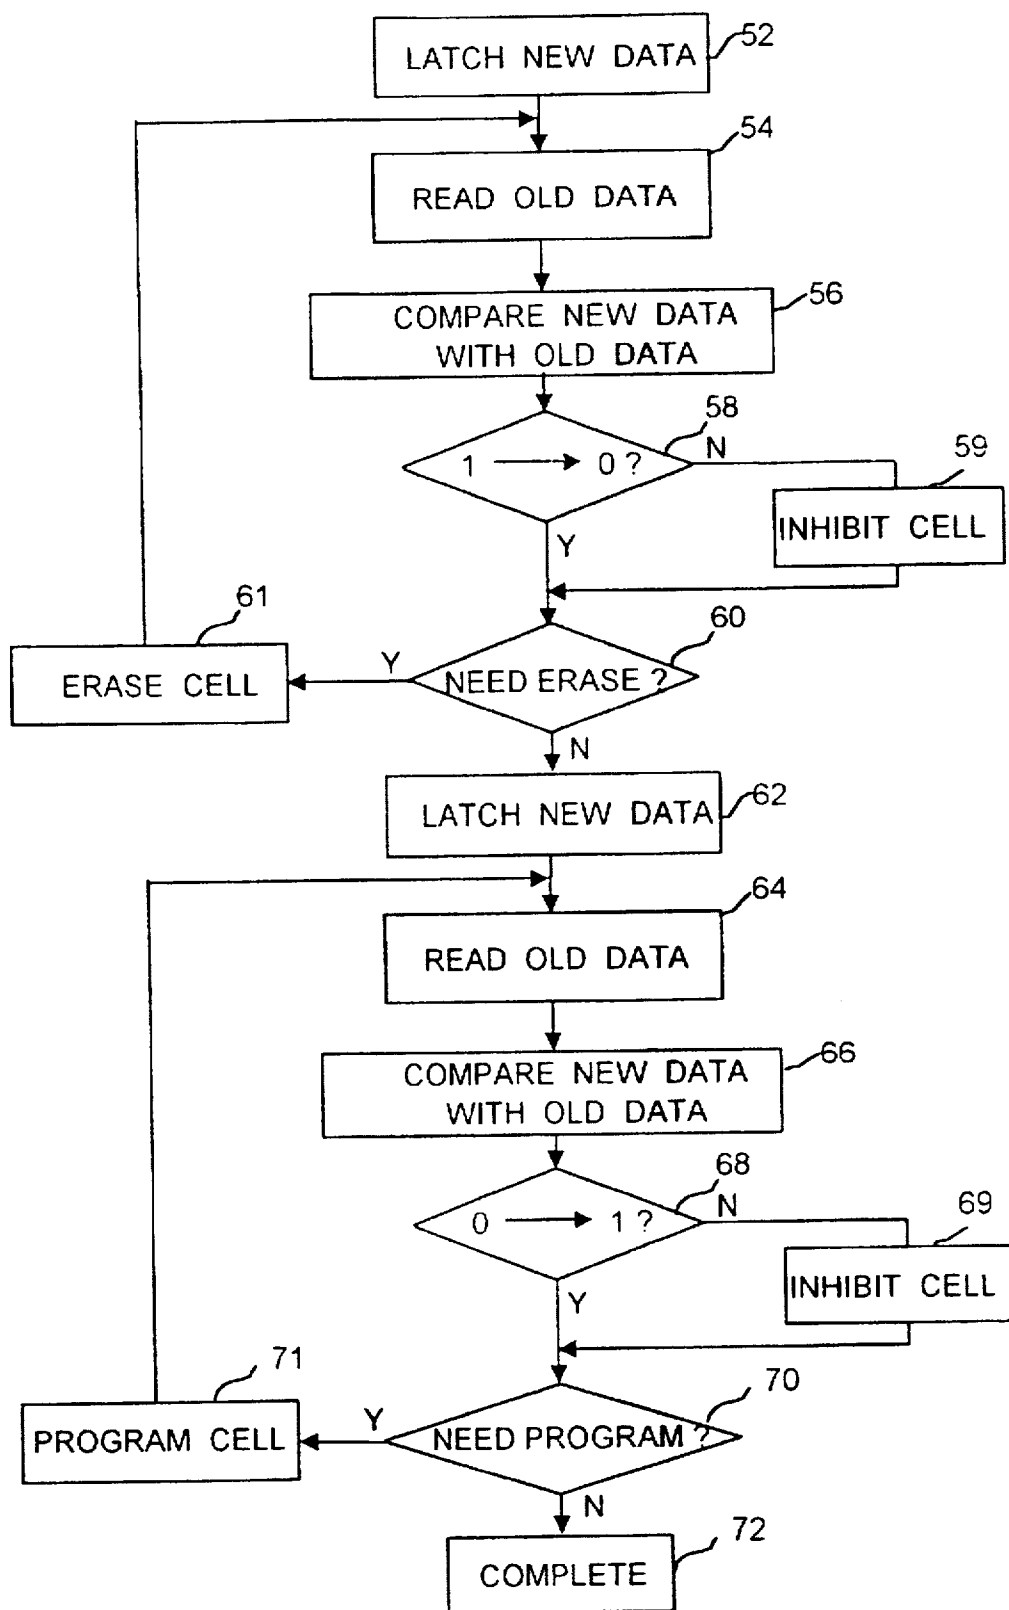 LATCH NEW DATA
52
54
READ OLD DATA
56
COMPARE NEW DATA
WITH OLD DATA
58
1 → 0 ?
N
59
INHIBIT CELL
Y
61
60
ERASE CELL
Y
NEED ERASE ?
N
LATCH NEW DATA
62
64
READ OLD DATA
66
COMPARE NEW DATA
WITH OLD DATA
68
0 → 1 ?
N
69
INHIBIT CELL
Y
71
70
PROGRAM CELL
Y
NEED PROGRAM ?
N
72
COMPLETE